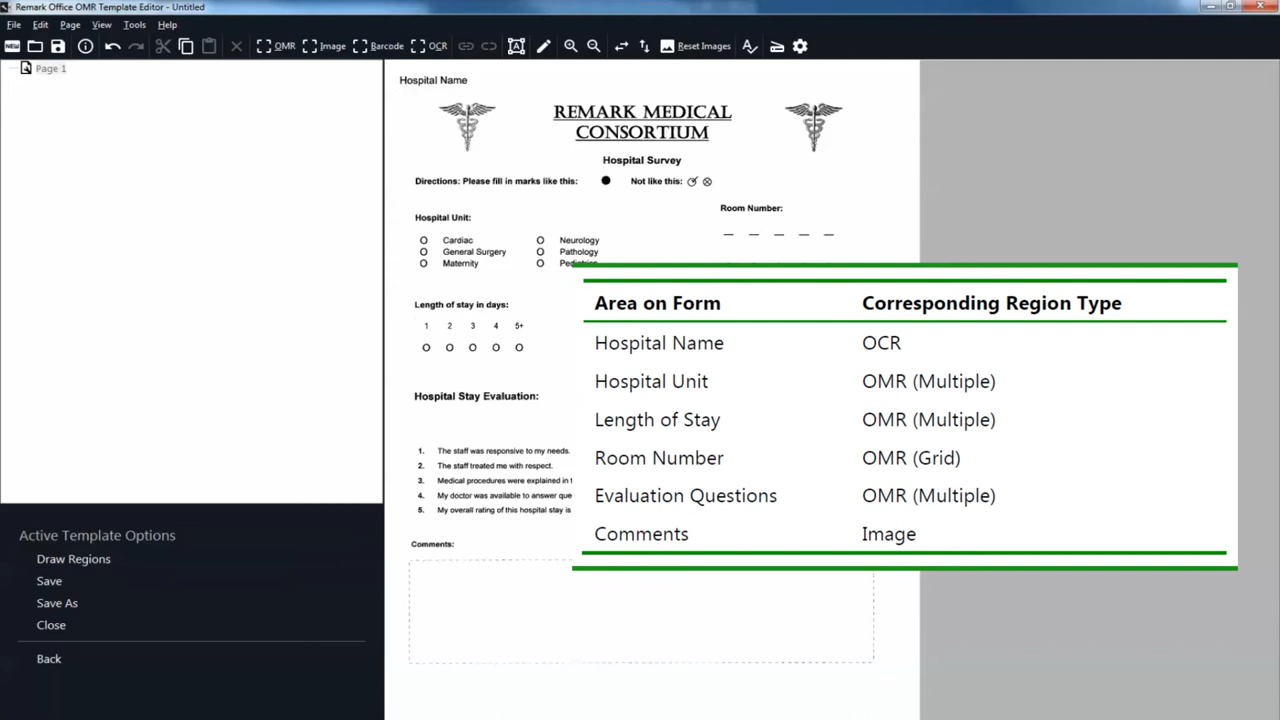 Remark Office OMR Template Editor - Untitled
File Edit Page View Tools Help
NEW OMR Image Barcode OCR A Reset Images
Page 1
Hospital Name
REMARK MEDICAL
CONSORTIUM
Hospital Survey
Directions: Please fill in marks like this: Not like this:
Room Number:
Hospital Unit:
Cardiac Neurology
General Surgery Pathology
Maternity
Length of stay in days:
1 2 3 4 5+
Hospital Stay Evaluation:
1. The staff was responsive to my needs.
2. The staff treated me with respect.
3. Medical procedures were explained in
4. My doctor was available to answer que
5. My overall rating of this hospital stay is
Comments:
Area on Form Corresponding Region Type
Hospital Name OCR
Hospital Unit OMR (Multiple)
Length of Stay OMR (Multiple)
Room Number OMR (Grid)
Evaluation Questions OMR (Multiple)
Comments Image
Active Template Options
Draw Regions
Save
Save As
Close
Back